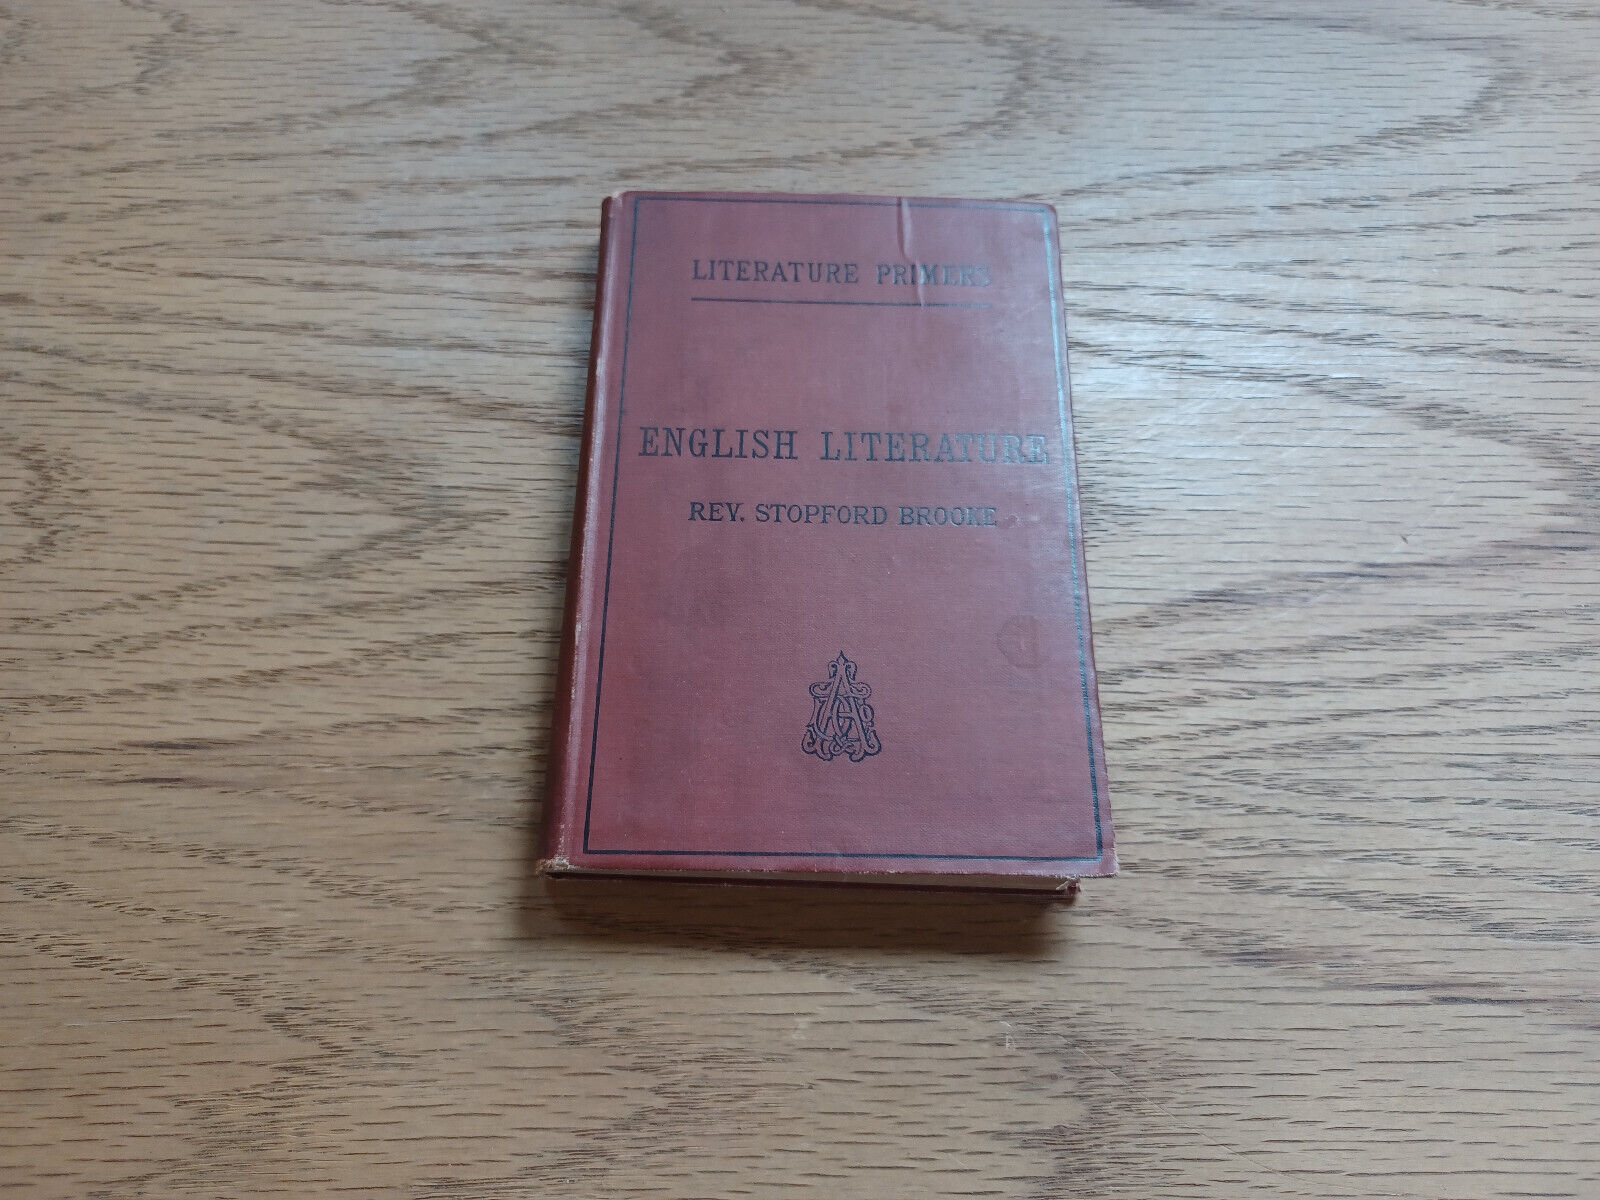 LITERATURE PRIMERS
ENGLISH LITERATURE
REV. STOPFORD BROOKE